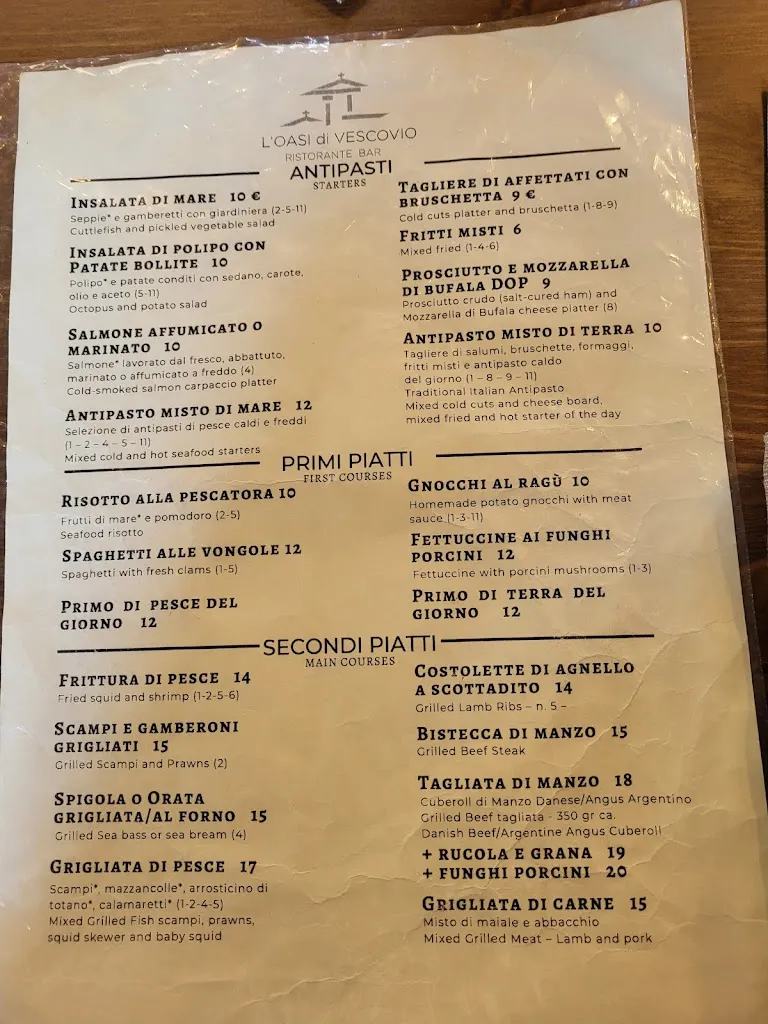 L'OASI di VESCOVIO
RISTORANTE BAR
ANTIPASTI
STARTERS
INSALATA DI MARE 10 €
Seppie* e gamberetti con giardiniera (2-5-11)
Cuttlefish and pickled vegetable salad
INSALATA DI POLIPO CON
PATATE BOLLITE 10
Polipo* e patate conditi con sedano, carote,
olio e aceto (5-11)
Octopus and potato salad
SALMONE AFFUMICATO O
MARINATO 10
Salmone* lavorato dal fresco, abbattuto,
marinato o affumicato a freddo (4)
Cold-smoked salmon carpaccio platter
ANTIPASTO MISTO DI MARE 12
Selezione di antipasti di pesce caldi e freddi
(1 – 2 – 4 – 5 – 11)
Mixed cold and hot seafood starters
TAGLIERE DI AFFETTATI CON
BRUSCHETTA 9 €
Cold cuts platter and bruschetta (1-8-9)
FRITTI MISTI 6
Mixed fried (1-4-6)
PROSCIUTTO E MOZZARELLA
DI BUFALA DOP 9
Prosciutto crudo (salt-cured ham) and
Mozzarella di Bufala cheese platter (8)
ANTIPASTO MISTO DI TERRA 10
Tagliere di salumi, bruschette, formaggi,
fritti misti e antipasto caldo
del giorno (1 – 8 – 9 – 11)
Traditional Italian Antipasto
Mixed cold cuts and cheese board,
mixed fried and hot starter of the day
PRIMI PIATTI
FIRST COURSES
RISOTTO ALLA PESCATORA 10
Frutti di mare* e pomodoro (2-5)
Seafood risotto
SPAGHETTI ALLE VONGOLE 12
Spaghetti with fresh clams (1-5)
PRIMO DI PESCE DEL
GIORNO 12
GNOCCHI AL RAGÙ 10
Homemade potato gnocchi with meat
sauce (1-3-11)
FETTUCCINE AI FUNGHI
PORCINI 12
Fettuccine with porcini mushrooms (1-3)
PRIMO DI TERRA DEL
GIORNO 12
SECONDI PIATTI
MAIN COURSES
FRITTURA DI PESCE 14
Fried squid and shrimp (1-2-5-6)
SCAMPI E GAMBERONI
GRIGLIATI 15
Grilled Scampi and Prawns (2)
SPIGOLA O ORATA
GRIGLIATA/AL FORNO 15
Grilled Sea bass or sea bream (4)
GRIGLIATA DI PESCE 17
Scampi*, mazzancolle*, arrosticino di
totano*, calamaretti* (1-2-4-5)
Mixed Grilled Fish scampi, prawns,
squid skewer and baby squid
COSTOLETTE DI AGNELLO
A SCOTTADITO 14
Grilled Lamb Ribs – n. 5 –
BISTECCA DI MANZO 15
Grilled Beef Steak
TAGLIATA DI MANZO 18
Cuberoll di Manzo Danese/Angus Argentino
Grilled Beef tagliata - 350 gr ca.
Danish Beef/Argentine Angus Cuberoll
+ RUCOLA E GRANA 19
+ FUNGHI PORCINI 20
GRIGLIATA DI CARNE 15
Misto di maiale e abbacchio
Mixed Grilled Meat – Lamb and pork